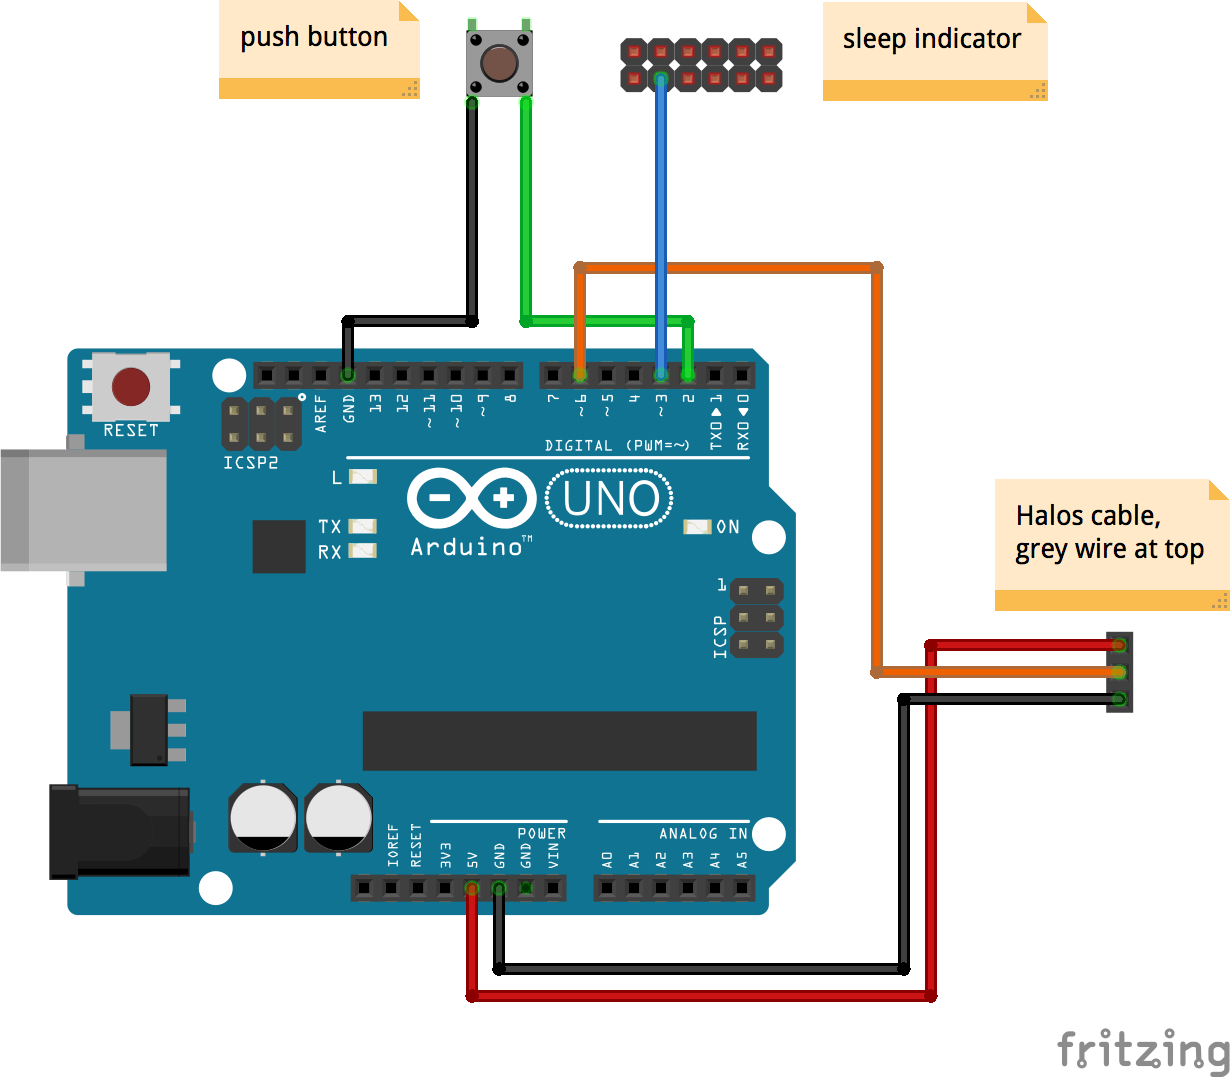 push button
sleep indicator
RESET
ICSP2
AREF
GND
13
12
~11
~10
~9
8
7
~6
~5
4
~3
2
TX0▶1
RX0◀0
DIGITAL (PWM=~)
L
TX
RX
Arduino™
UNO
ON
1
ICSP
Halos cable,
grey wire at top
IOREF
RESET
3V3
5V
GND
GND
VIN
POWER
ANALOG IN
A0
A1
A2
A3
A4
A5
fritzing